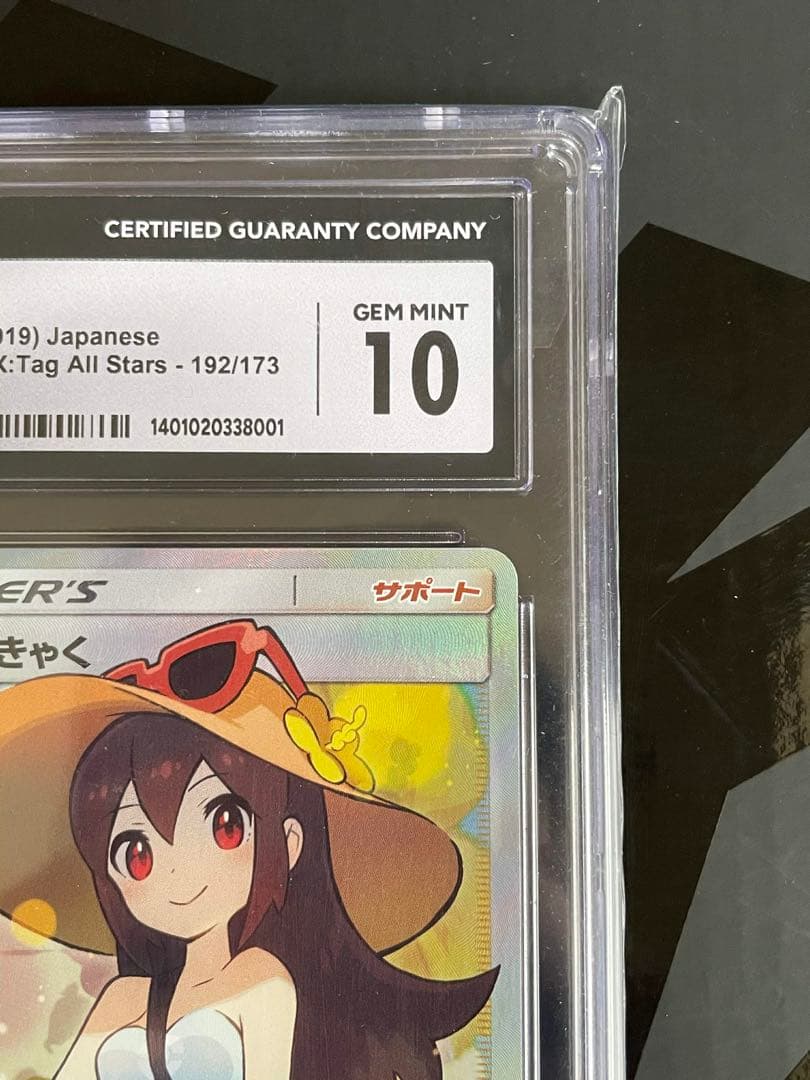 CERTIFIED GUARANTY COMPANY
019) Japanese
X:Tag All Stars - 192/173
1401020338001
GEM MINT
10
ER'S
サポート
きゃく